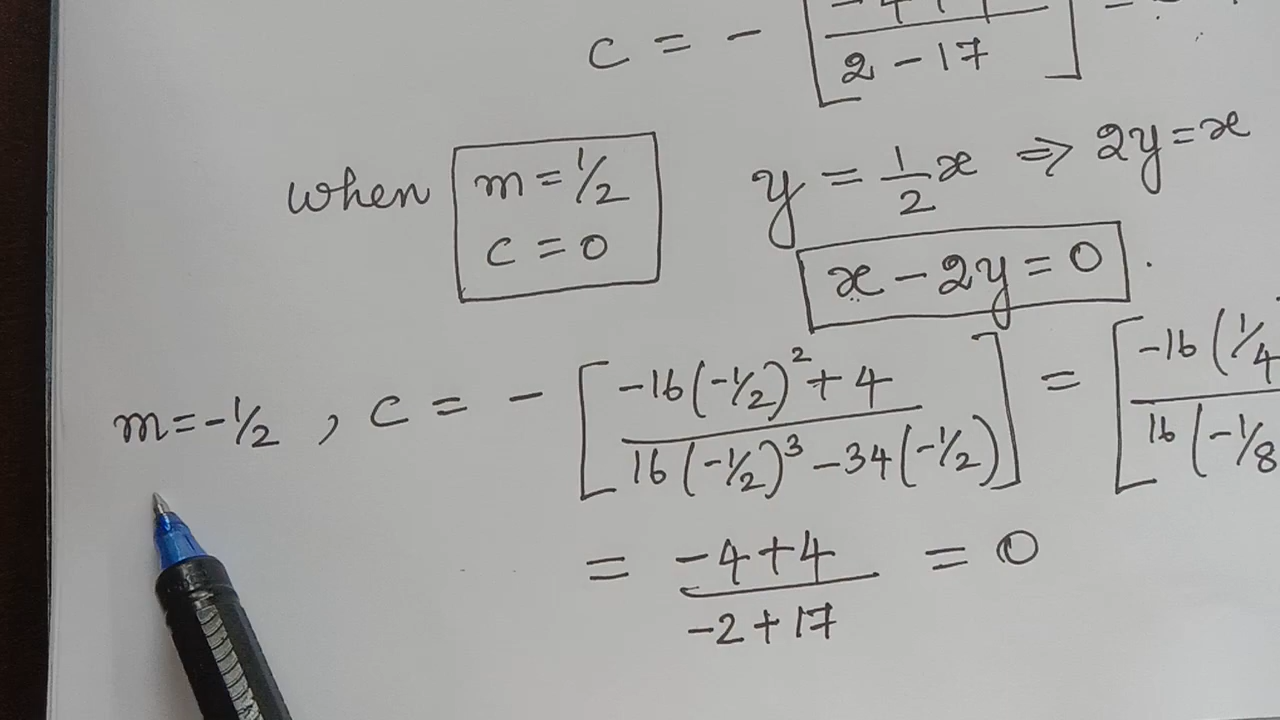 c = - [ / 2 - 17 ]
when m = 1/2 y = 1/2 x ⇒ 2y = x
c = 0 x - 2y = 0.
m = -1/2 , c = - [ -16(-1/2)² + 4 / 16(-1/2)³ - 34(-1/2) ] = [ -16(1/4 / 16(-1/8
= -4+4 / -2+17 = 0